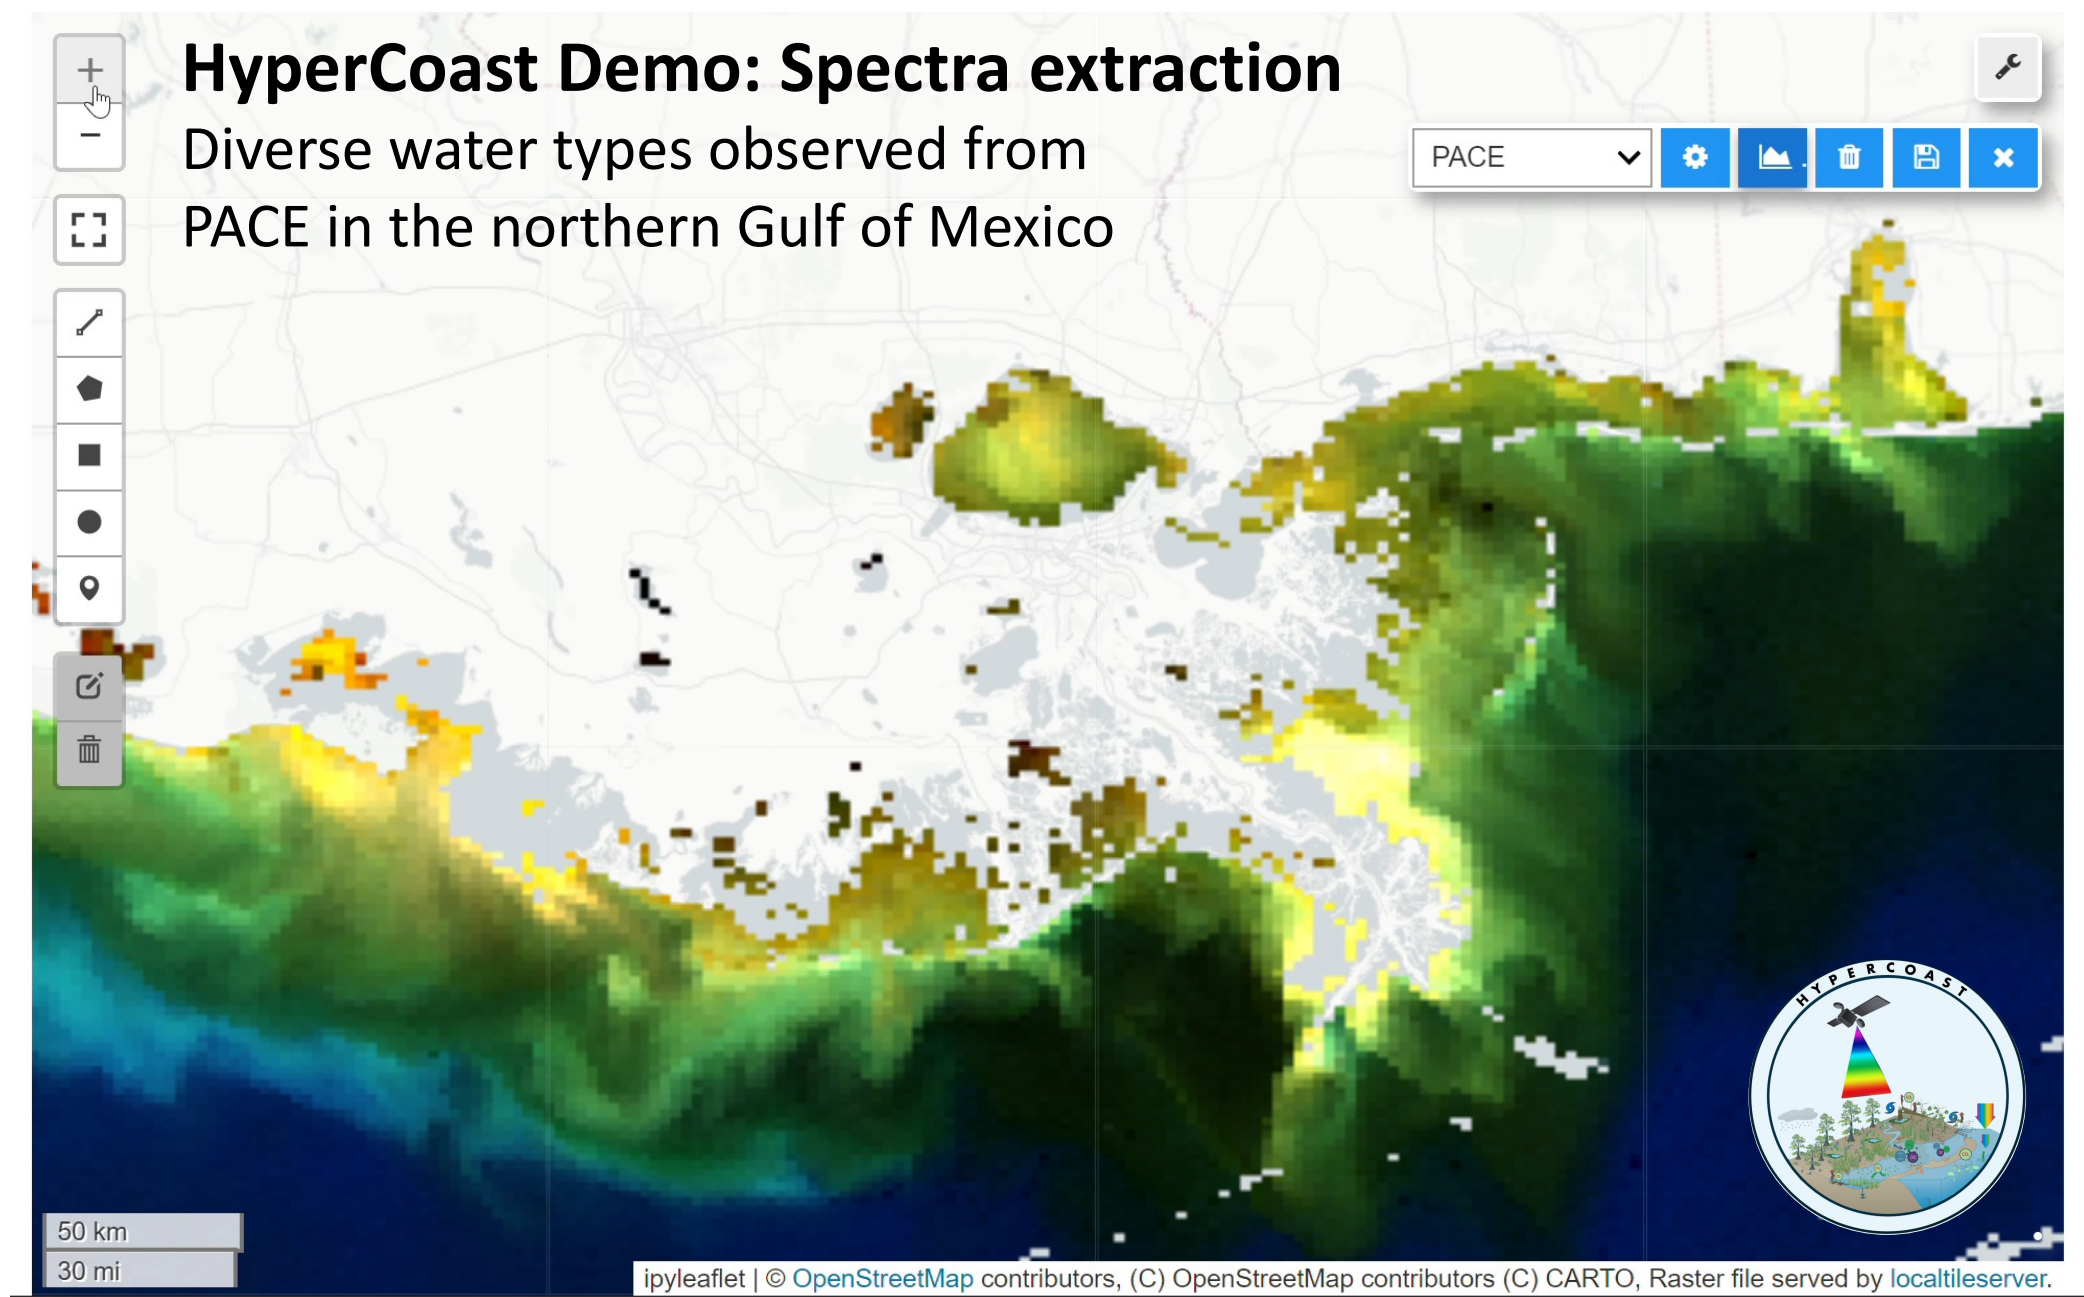 HyperCoast Demo: Spectra extraction
Diverse water types observed from
PACE in the northern Gulf of Mexico
PACE
HYPERCOAST
50 km
30 mi
ipyleaflet | © OpenStreetMap contributors, (C) OpenStreetMap contributors (C) CARTO, Raster file served by localtileserver.